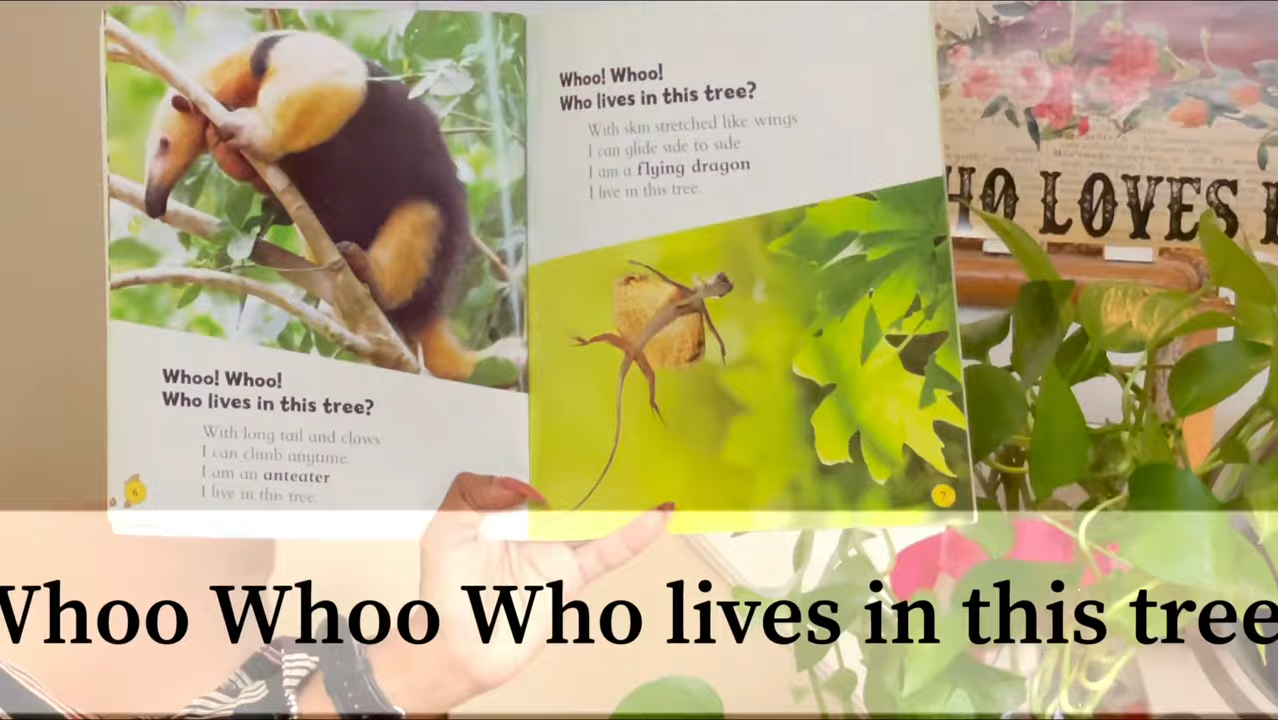 Whoo! Whoo!
Who lives in this tree?
With long tail and claws
I can climb anytime.
I am an anteater
I live in this tree.
6
Whoo! Whoo!
Who lives in this tree?
With skin stretched like wings
I can glide side to side
I am a flying dragon
I live in this tree.
7
HO LOVES
Whoo Whoo Who lives in this tree